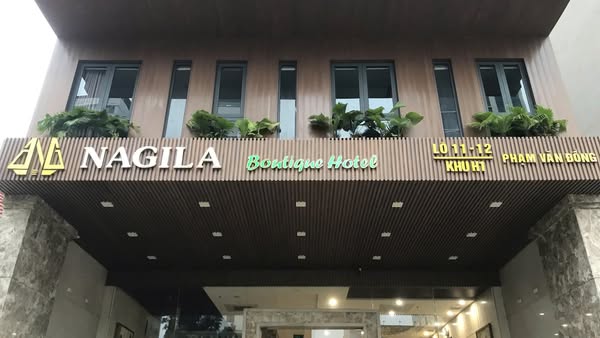 NAGILA
Boutique Hotel
LÔ 11-12
KHU H1
PHẠM VĂN ĐỒNG